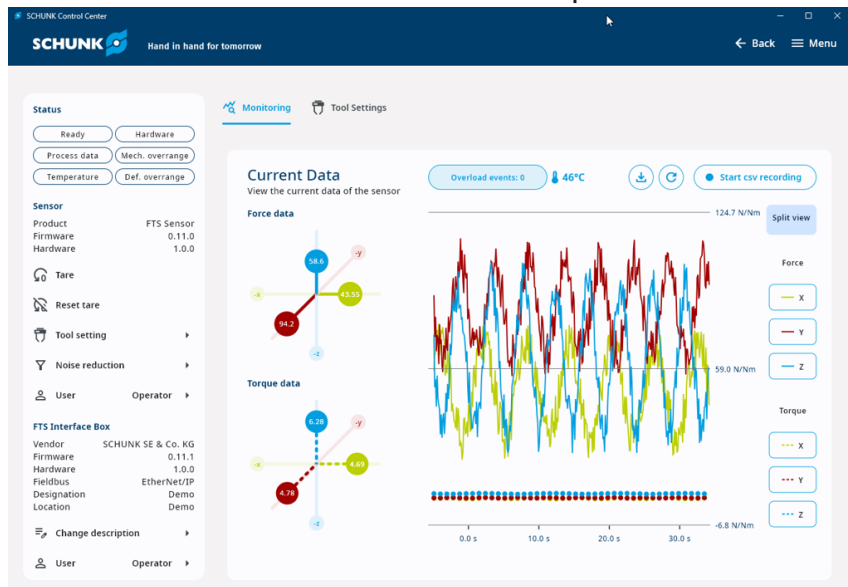 SCHUNK Control Center
SCHUNK
Hand in hand for tomorrow
Back
Menu
Status
Ready
Hardware
Process data
Mech. overrange
Temperature
Def. overrange
Sensor
Product FTS Sensor
Firmware 0.11.0
Hardware 1.0.0
Tare
Reset tare
Tool setting
Noise reduction
User Operator
FTS Interface Box
Vendor SCHUNK SE & Co. KG
Firmware 0.11.1
Hardware 1.0.0
Fieldbus EtherNet/IP
Designation Demo
Location Demo
Change description
User Operator
Monitoring
Tool Settings
Current Data
View the current data of the sensor
Overload events: 0
46°C
Start csv recording
Force data
58.6
-y
-x
43.55
94.2
-z
Torque data
6.28
-y
-x
4.69
4.78
-z
124.7 N/Nm
59.0 N/Nm
-6.8 N/Nm
0.0 s
10.0 s
20.0 s
30.0 s
Split view
Force
X
Y
Z
Torque
X
Y
Z